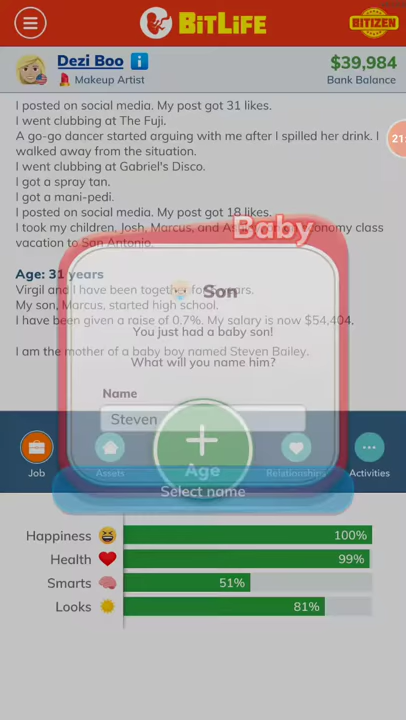 BitLife
BITIZEN
Dezi Boo
$39,984
Makeup Artist
Bank Balance
21
I posted on social media. My post got 31 likes.
I went clubbing at The Fuji.
A go-go dancer started arguing with me after I spilled her drink. I
walked away from the situation.
I went clubbing at Gabriel's Disco.
I got a spray tan.
I got a mani-pedi.
I posted on social media. My post got 18 likes.
I took my children, Josh, Marcus, and economy class
vacation to San Antonio.
Baby
Age: 31 years
Virgil and I have been together for years.
My son, Marcus, started high school.
I have been given a raise of 0.7%. My salary is now $54,404.
I am the mother of a baby boy named Steven Bailey.
Son
You just had a baby son!
What will you name him?
Name
Steven
Job
Assets
Age
Relationships
Activities
Select name
Happiness
100%
Health
99%
Smarts
51%
Looks
81%